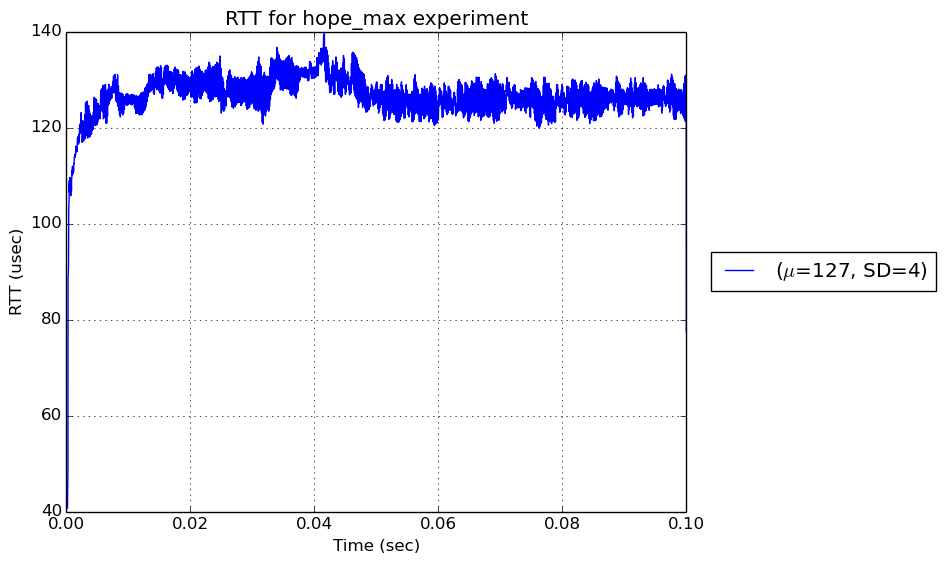 RTT for hope_max experiment
140
120
100
80
60
40
RTT (usec)
0.00 0.02 0.04 0.06 0.08 0.10
Time (sec)
(μ=127, SD=4)